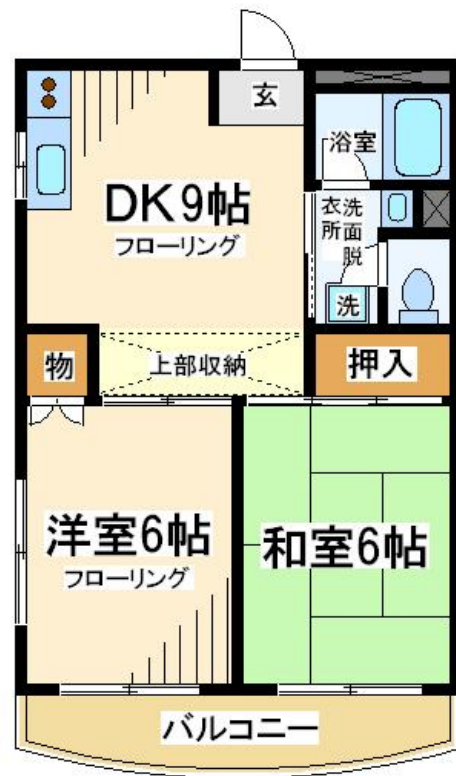 玄
浴室
DK9帖
フローリング
洗面脱
衣所
洗
物
上部収納
押入
洋室6帖
フローリング
和室6帖
バルコニー